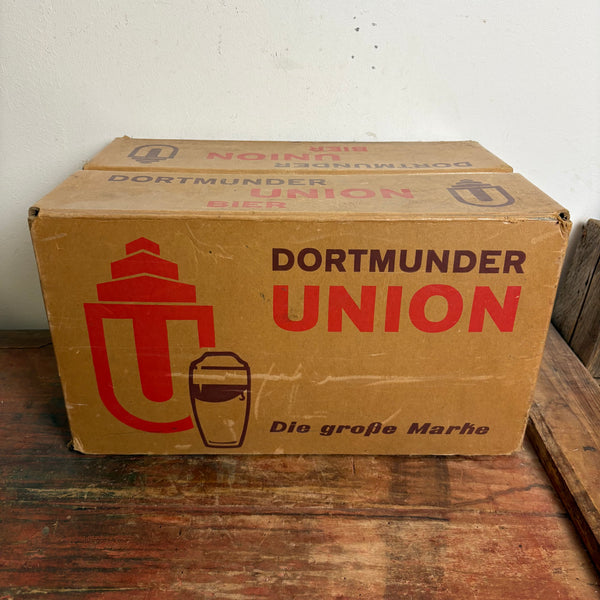 BIER
UNION
DORTMUNDER
DORTMUNDER
UNION
BIER
DORTMUNDER
UNION
Die große Marke